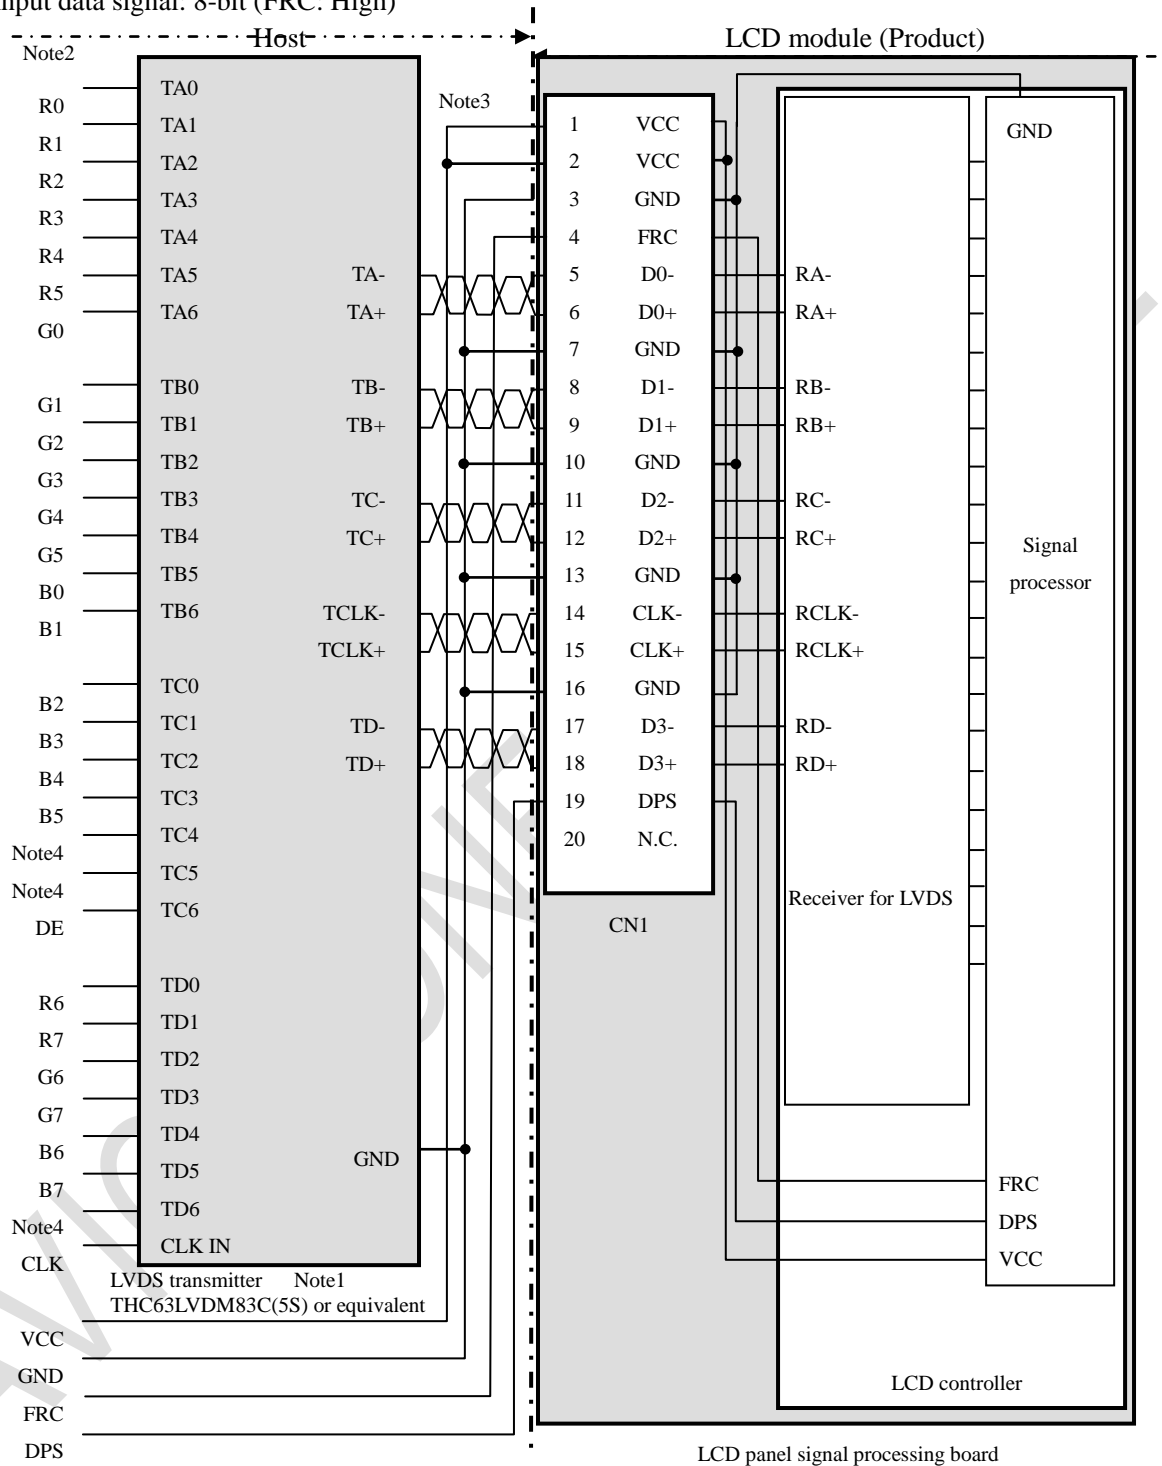 nput data signal: 8-bit (FRC: High)
Host
LCD module (Product)
Note2
Note3
R0
R1
R2
R3
R4
R5
G0
G1
G2
G3
G4
G5
B0
B1
B2
B3
B4
B5
Note4
Note4
DE
R6
R7
G6
G7
B6
B7
Note4
CLK
VCC
GND
FRC
DPS
TA0
TA1
TA2
TA3
TA4
TA5
TA6
TB0
TB1
TB2
TB3
TB4
TB5
TB6
TC0
TC1
TC2
TC3
TC4
TC5
TC6
TD0
TD1
TD2
TD3
TD4
TD5
TD6
CLK IN
TA-
TA+
TB-
TB+
TC-
TC+
TCLK-
TCLK+
TD-
TD+
GND
LVDS transmitter Note1
THC63LVDM83C(5S) or equivalent
1 VCC
2 VCC
3 GND
4 FRC
5 D0-
6 D0+
7 GND
8 D1-
9 D1+
10 GND
11 D2-
12 D2+
13 GND
14 CLK-
15 CLK+
16 GND
17 D3-
18 D3+
19 DPS
20 N.C.
CN1
RA-
RA+
RB-
RB+
RC-
RC+
RCLK-
RCLK+
RD-
RD+
Receiver for LVDS
GND
Signal
processor
FRC
DPS
VCC
LCD controller
LCD panel signal processing board